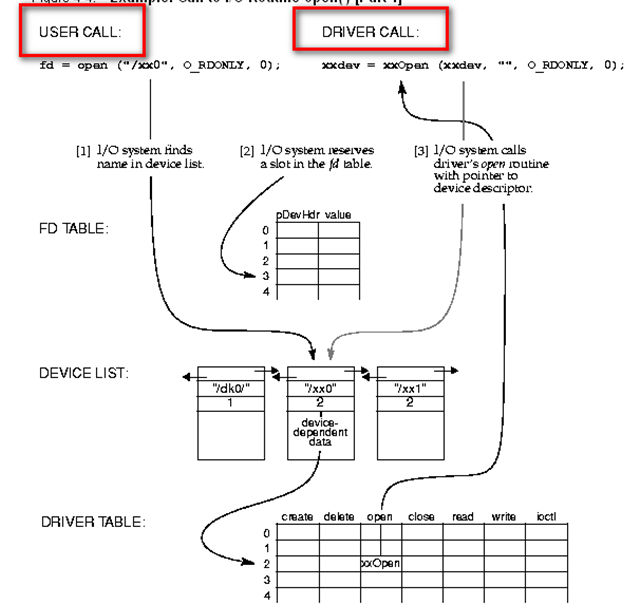 USER CALL:
DRIVER CALL:
fd = open ("/xx0", O_RDONLY, 0);
xxdev = xxOpen (xxdev, "", O_RDONLY, 0);
[1] I/O system finds
name in device list.
[2] I/O system reserves
a slot in the fd table.
[3] I/O system calls
driver's open routine
with pointer to
device descriptor.
FD TABLE:
pDevHdr value
0
1
2
3
4
DEVICE LIST:
"/dk0/" "/xx0" "/xx1"
1 2 2
device-
dependent
data
DRIVER TABLE:
create delete open close read write ioctl
0
1
2 xxOpen
3
4